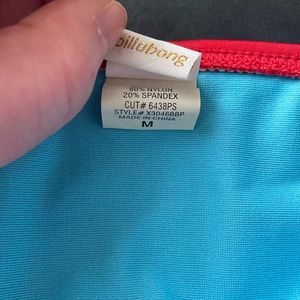 billabong
80% NYLON
20% SPANDEX
CUT# 6438PS
STYLE# X3046BBP
MADE IN CHINA
M